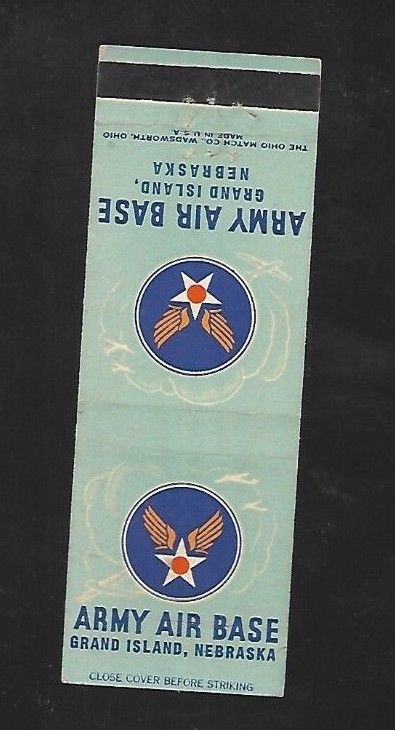 THE OHIO MATCH CO., WADSWORTH, OHIO
MADE IN U.S.A.
ARMY AIR BASE
GRAND ISLAND,
NEBRASKA
ARMY AIR BASE
GRAND ISLAND, NEBRASKA
CLOSE COVER BEFORE STRIKING